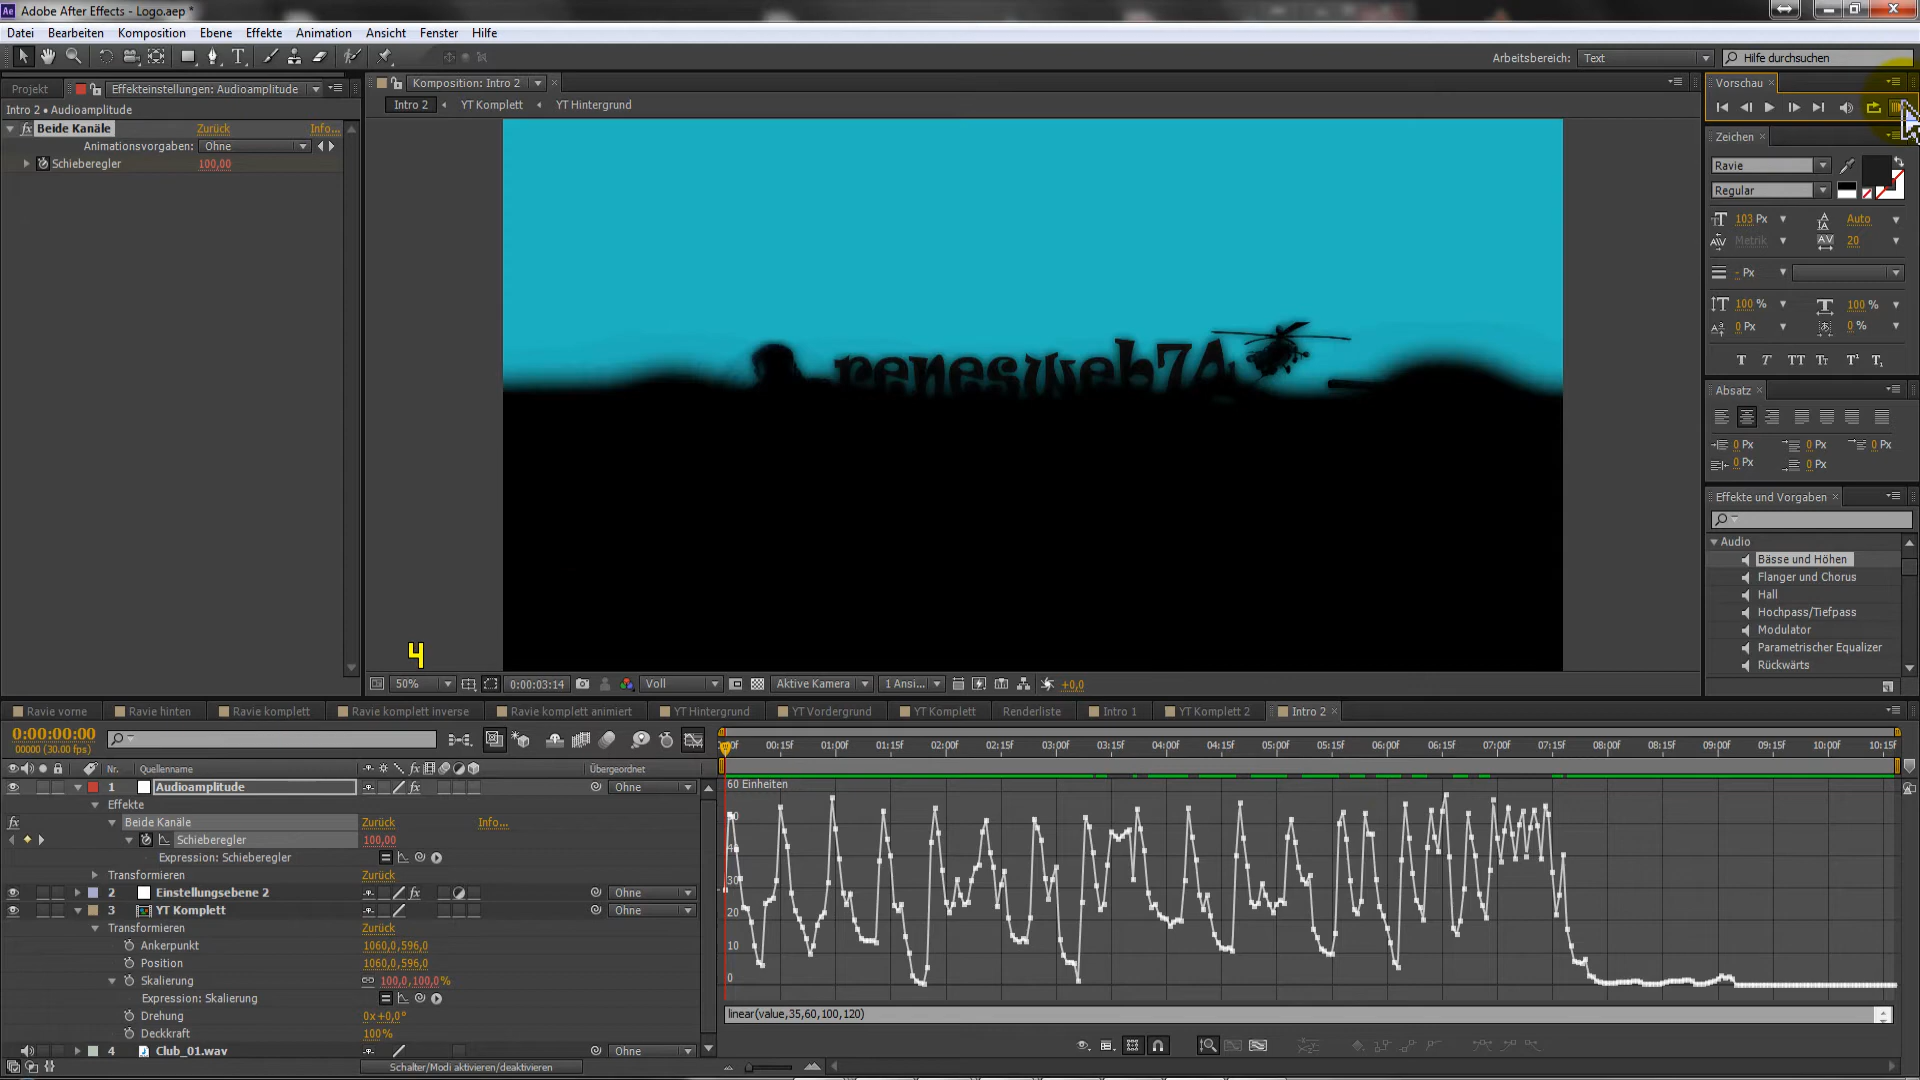 Adobe After Effects - Logo.aep *
Datei Bearbeiten Komposition Ebene Effekte Animation Ansicht Fenster Hilfe
Arbeitsbereich: Text Hilfe durchsuchen
Projekt Effekteinstellungen: Audioamplitude
Intro 2 • Audioamplitude
Beide Kanäle Zurück Info...
Animationsvorgaben: Ohne
Schieberegler 100,00
Komposition: Intro 2
Intro 2 YT Komplett YT Hintergrund
renesweb74
4
50% 0:00:03:14 Voll Aktive Kamera 1 Ansi... +0,0
Vorschau
Zeichen
Ravie
Regular
103 Px Auto
Metrik 20
- Px
100 % 100 %
0 Px 0 %
Absatz
0 Px 0 Px 0 Px
0 Px 0 Px
Effekte und Vorgaben
Audio
Bässe und Höhen
Flanger und Chorus
Hall
Hochpass/Tiefpass
Modulator
Parametrischer Equalizer
Rückwärts
Ravie vorne Ravie hinten Ravie komplett Ravie komplett inverse Ravie komplett animiert YT Hintergrund YT Vordergrund YT Komplett Renderliste Intro 1 YT Komplett 2 Intro 2
0:00:00:00
00000 (30.00 fps)
Nr. Quellenname Übergeordnet
1 Audioamplitude Ohne
Effekte
Beide Kanäle Zurück Info...
Schieberegler 100,00
Expression: Schieberegler
Transformieren Zurück
2 Einstellungsebene 2 Ohne
3 YT Komplett Ohne
Transformieren Zurück
Ankerpunkt 1060,0,596,0
Position 1060,0,596,0
Skalierung 100,0,100,0%
Expression: Skalierung
Drehung 0x+0,0°
Deckkraft 100%
4 Club_01.wav Ohne
Schalter/Modi aktivieren/deaktivieren
00:15f 01:00f 01:15f 02:00f 02:15f 03:00f 03:15f 04:00f 04:15f 05:00f 05:15f 06:00f 06:15f 07:00f 07:15f 08:00f 08:15f 09:00f 09:15f 10:00f 10:15f
60 Einheiten
40
30
20
10
0
linear(value,35,60,100,120)